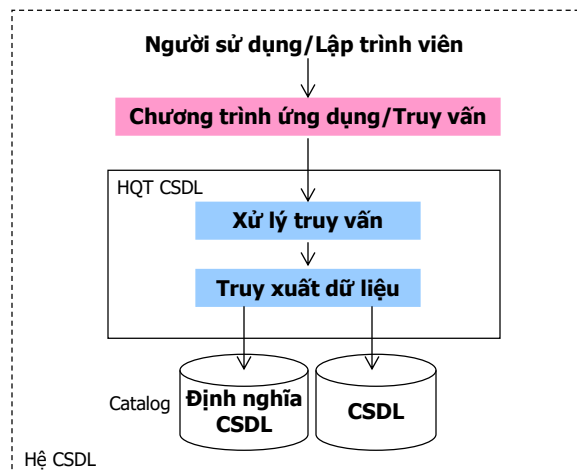 Người sử dụng/Lập trình viên
Chương trình ứng dụng/Truy vấn
HQT CSDL
Xử lý truy vấn
Truy xuất dữ liệu
Catalog
Định nghĩa
CSDL
CSDL
Hệ CSDL